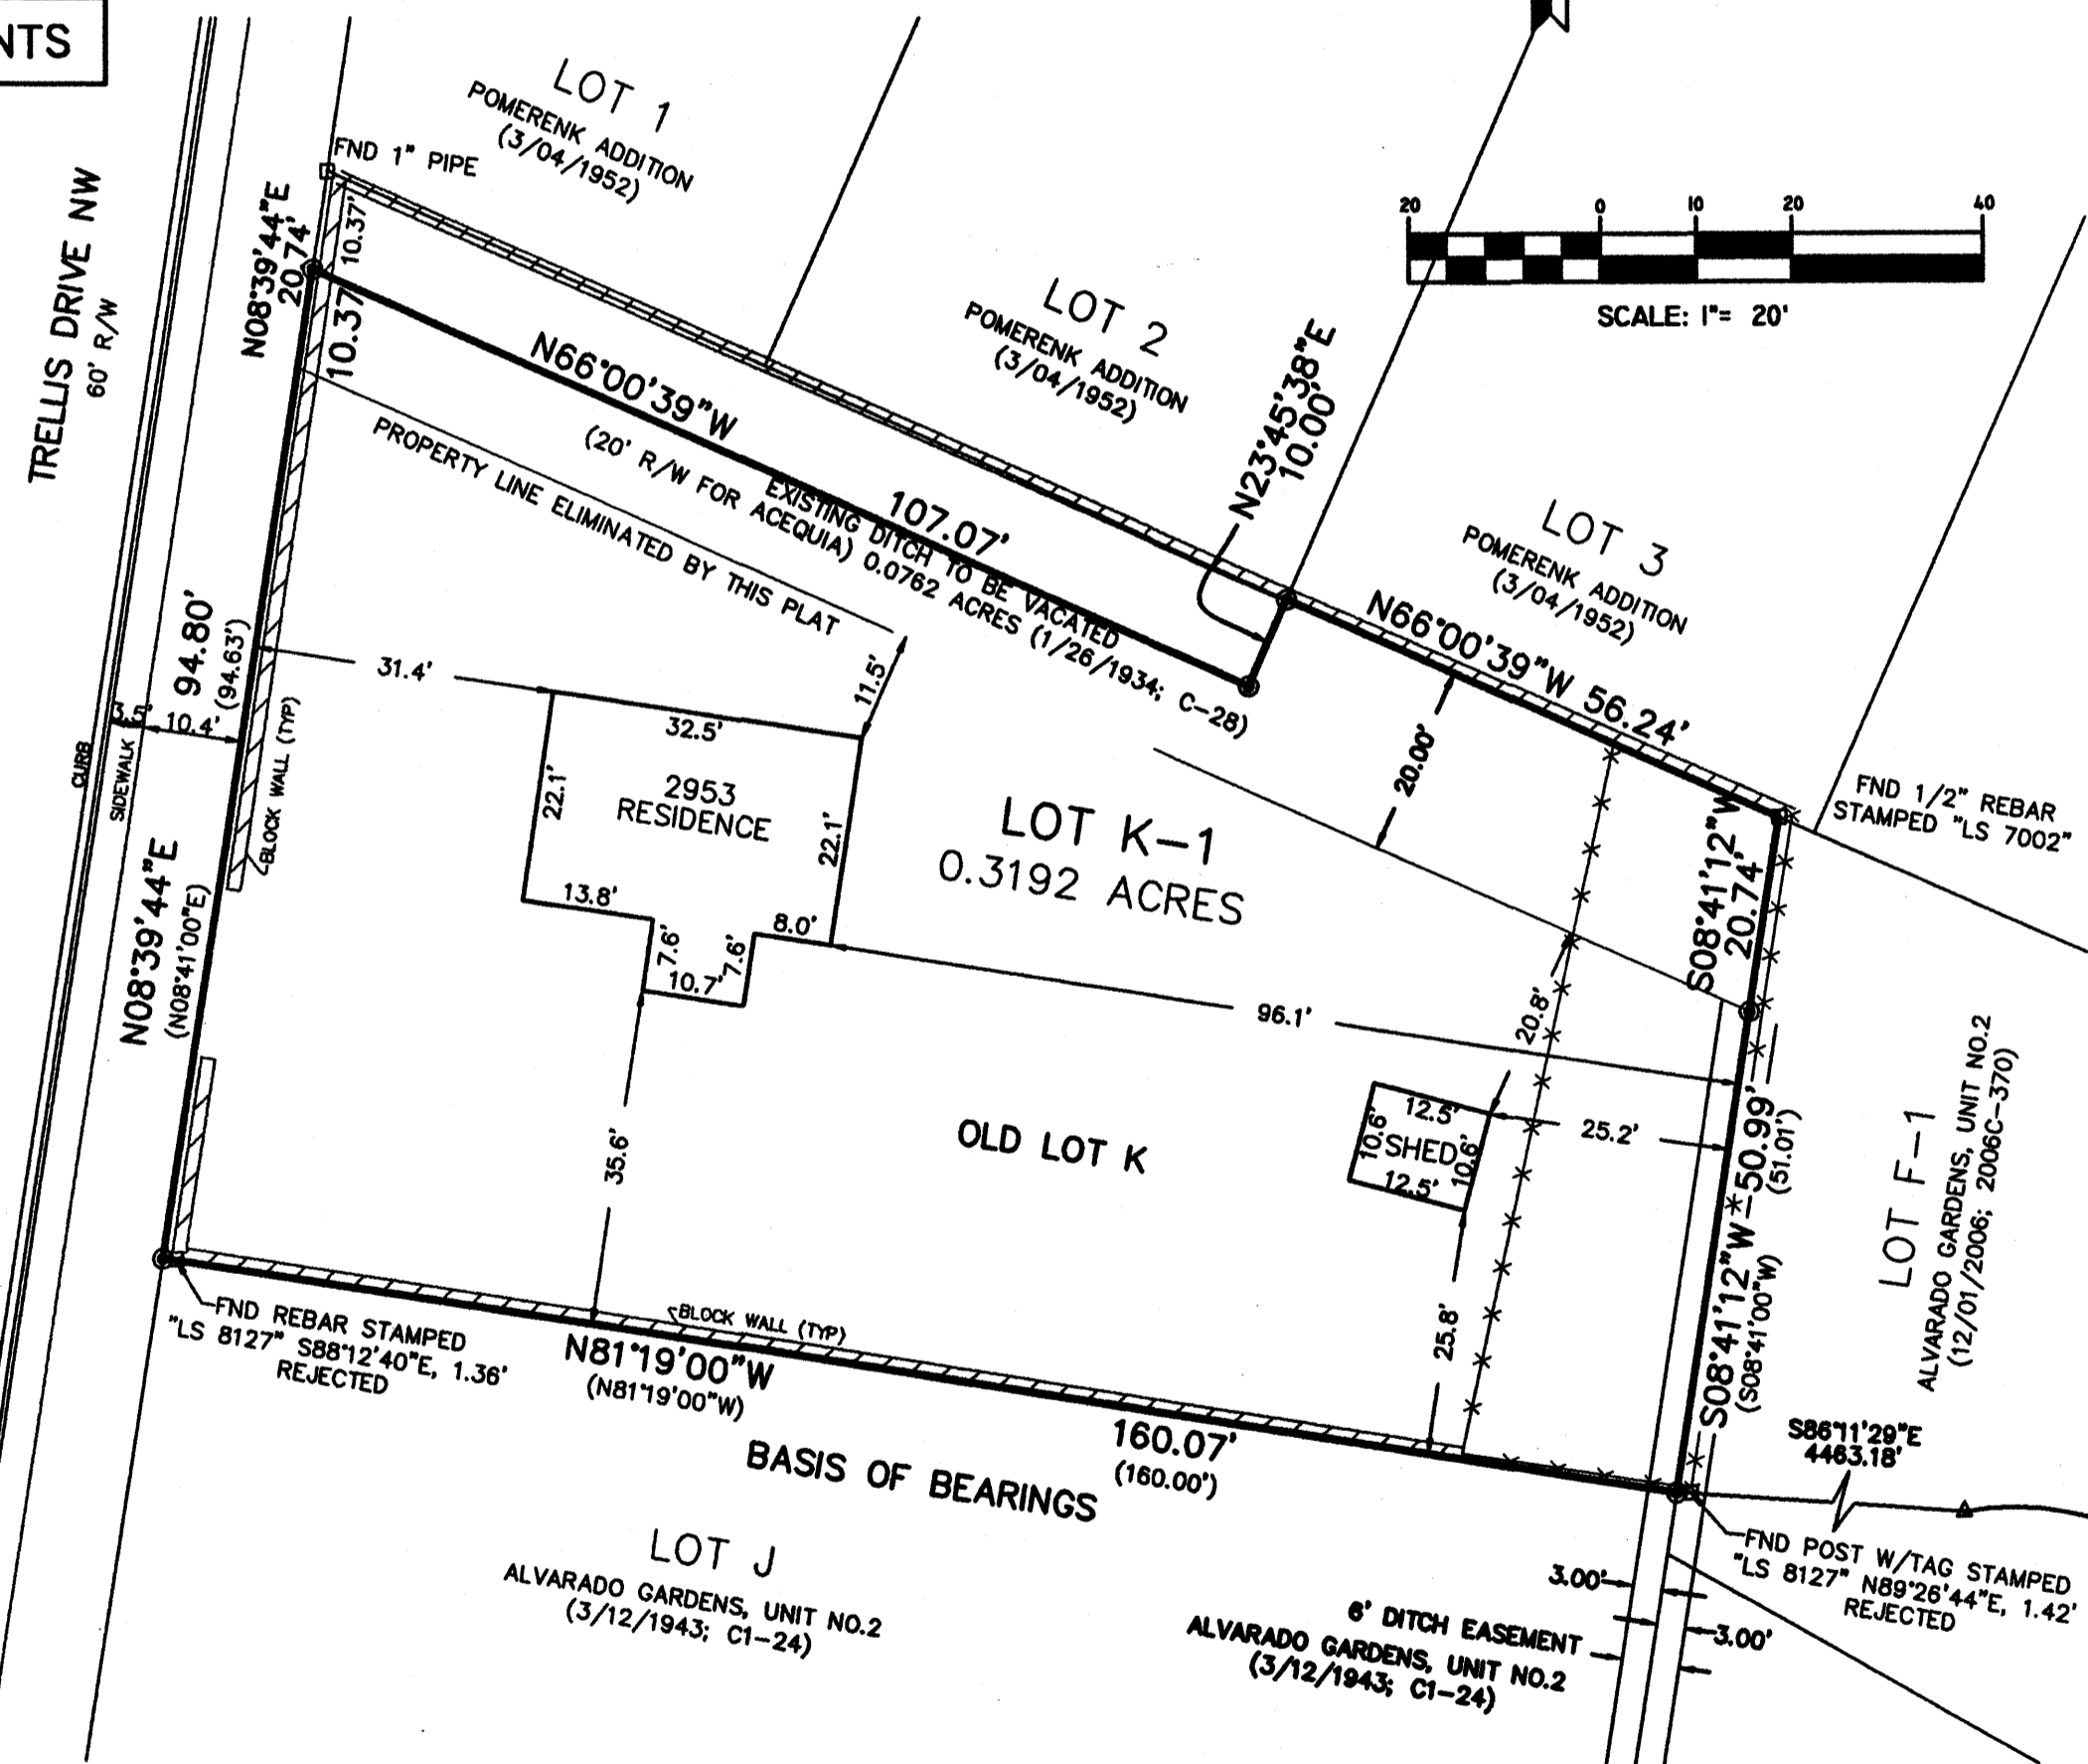 NTS
LOT 1
POMERENK ADDITION
(3/04/1952)
FND 1" PIPE
TRELLIS DRIVE NW
60' R/W
N08°39'44"E
20.74'
10.37'
10.37'
LOT 2
POMERENK ADDITION
(3/04/1952)
20 0 10 20 40
SCALE: 1"= 20'
N23°45'38"E
10.00'
N66°00'39"W
107.07'
EXISTING DITCH TO BE VACATED
(20' R/W FOR ACEQUIA) 0.0762 ACRES (1/26/1934; C-28)
PROPERTY LINE ELIMINATED BY THIS PLAT
LOT 3
POMERENK ADDITION
(3/04/1952)
N66°00'39"W 56.24'
20.00'
FND 1/2" REBAR
STAMPED "LS 7002"
S08°41'12"W
20.74'
94.80'
(94.63')
N08°39'44"E
(N08°41'00"E)
10.4'
3.5'
CURB
SIDEWALK
BLOCK WALL (TYP)
31.4'
32.5'
11.5'
22.1'
22.1'
2953
RESIDENCE
13.8'
7.6'
10.7'
7.6'
8.0'
LOT K-1
0.3192 ACRES
96.1'
20.8'
35.6'
OLD LOT K
12.5'
10.6'
SHED
10.6'
12.5'
25.2'
25.8'
S08°41'12"W
50.99'
(S08°41'00"W)
(51.01')
LOT F-1
ALVARADO GARDENS, UNIT NO.2
(12/01/2006; 2006C-370)
FND REBAR STAMPED
"LS 8127" S88°12'40"E, 1.36'
REJECTED
BLOCK WALL (TYP)
N81°19'00"W
(N81°19'00"W)
160.07'
(160.00')
BASIS OF BEARINGS
S86°11'29"E
4463.18'
FND POST W/TAG STAMPED
"LS 8127" N89°26'44"E, 1.42'
REJECTED
LOT J
ALVARADO GARDENS, UNIT NO.2
(3/12/1943; C1-24)
3.00'
3.00'
6' DITCH EASEMENT
ALVARADO GARDENS, UNIT NO.2
(3/12/1943; C1-24)